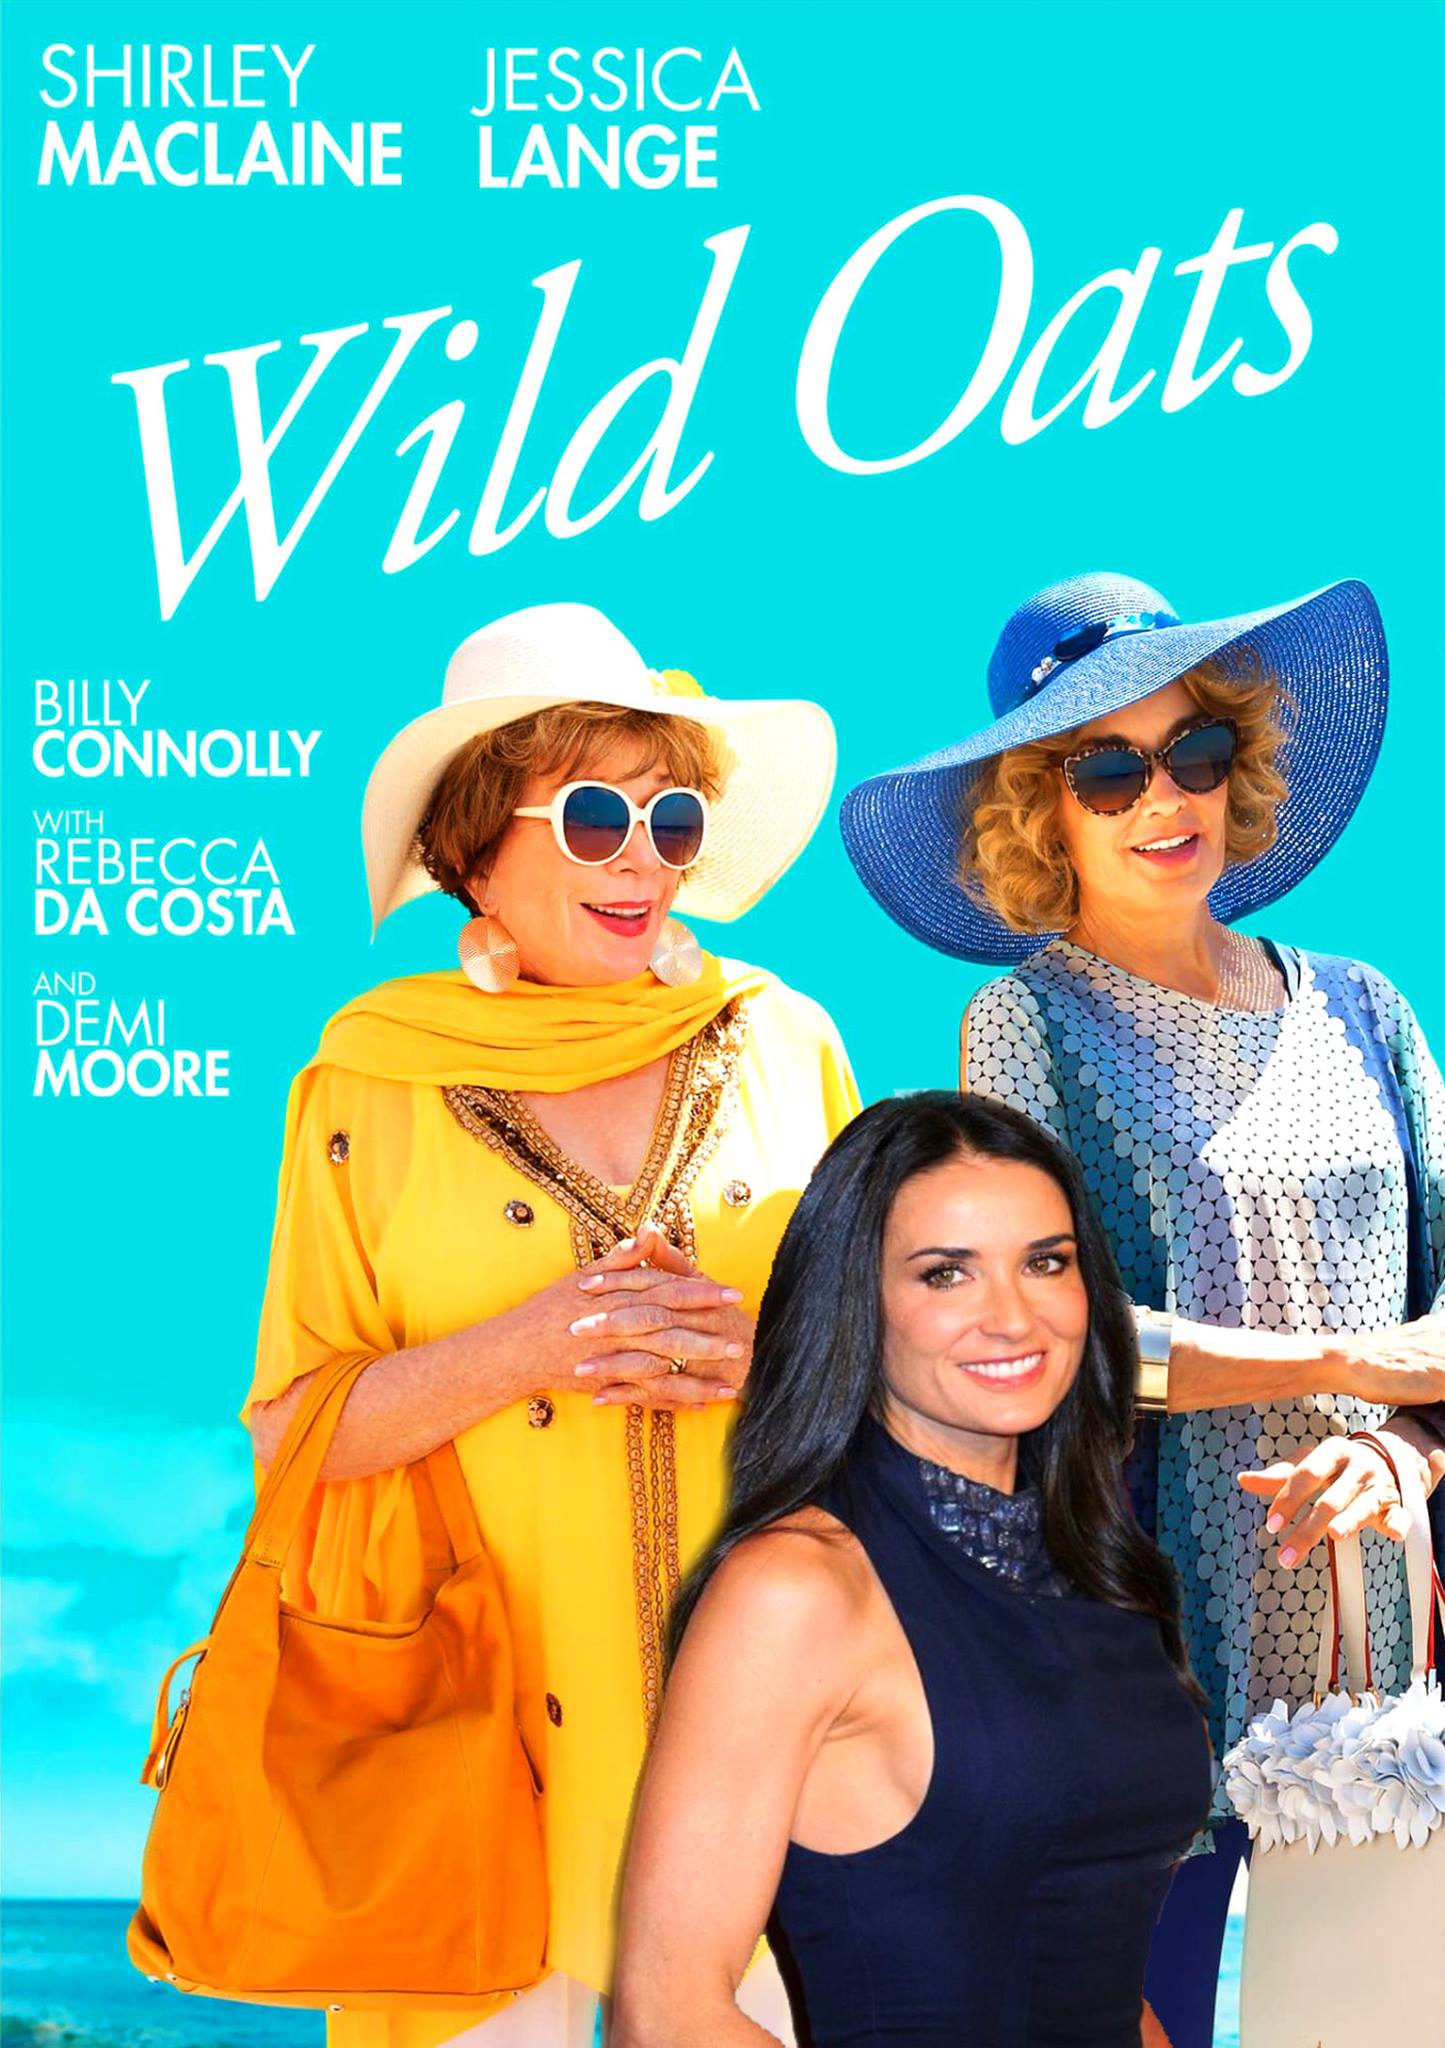 SHIRLEY
MACLAINE
JESSICA
LANGE
Wild Oats
BILLY
CONNOLLY
WITH
REBECCA
DA COSTA
AND
DEMI
MOORE